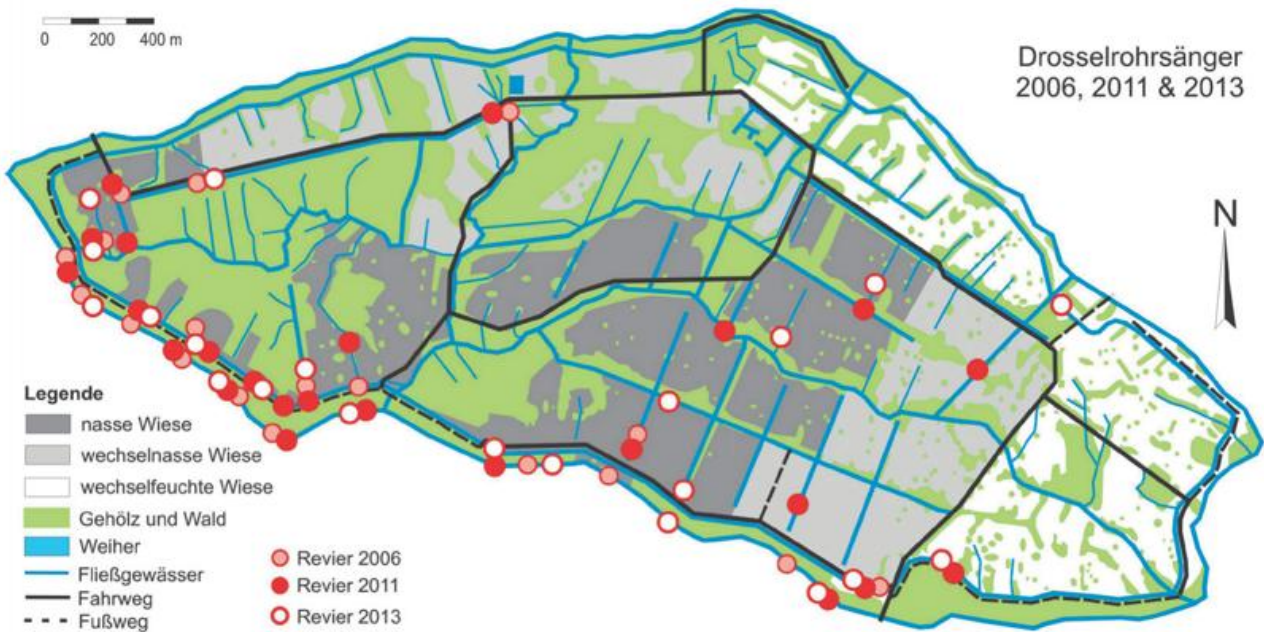 0 200 400 m
Drosselrohrsänger
2006, 2011 & 2013
N
Legende
nasse Wiese
wechselnasse Wiese
wechselfeuchte Wiese
Gehölz und Wald
Weiher
Fließgewässer
Fahrweg
Fußweg
Revier 2006
Revier 2011
Revier 2013